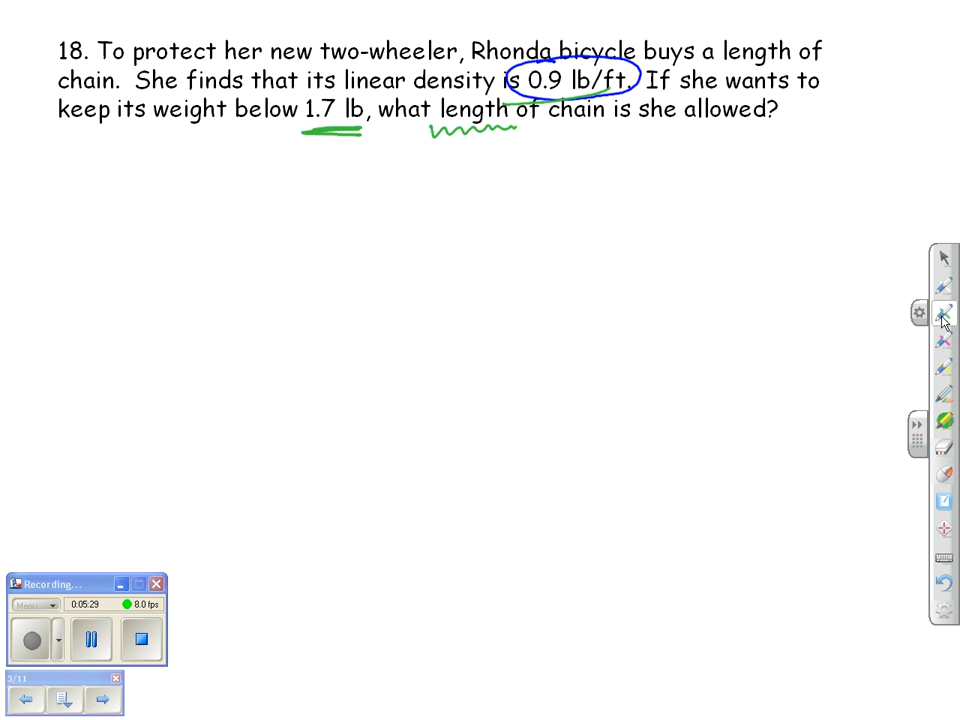 18. To protect her new two-wheeler, Rhonda bicycle buys a length of
chain. She finds that its linear density is 0.9 lb/ft. If she wants to
keep its weight below 1.7 lb, what length of chain is she allowed?
Recording...
Menu
0:05:29
8.0 fps
3/11